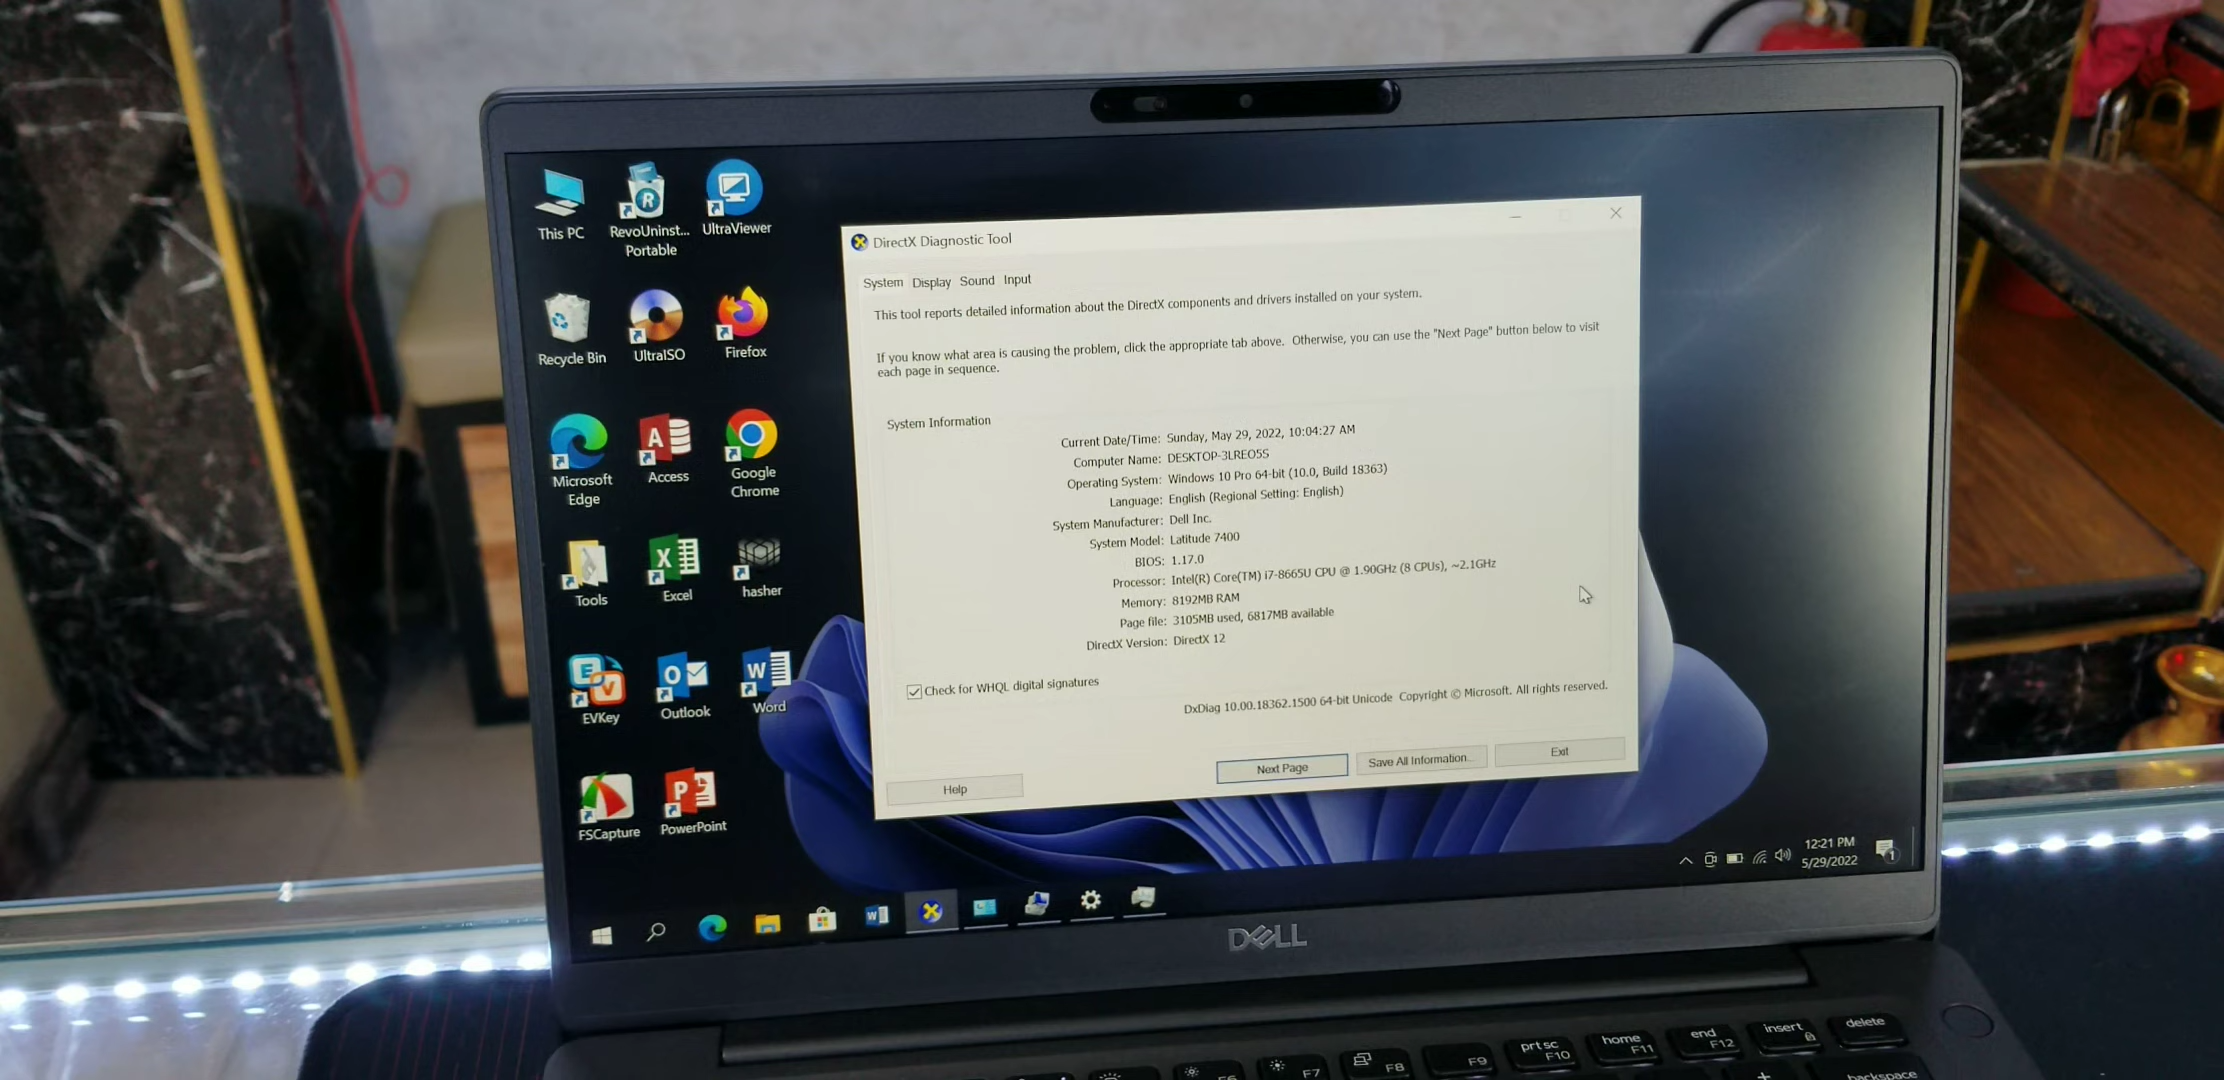 This PC
RevoUninst...
Portable
UltraViewer
Recycle Bin
UltraISO
Firefox
Microsoft
Edge
Access
Google
Chrome
Tools
Excel
hasher
EVKey
Outlook
Word
FSCapture
PowerPoint
DirectX Diagnostic Tool
System Display Sound Input
This tool reports detailed information about the DirectX components and drivers installed on your system.
If you know what area is causing the problem, click the appropriate tab above. Otherwise, you can use the "Next Page" button below to visit
each page in sequence.
System Information
Current Date/Time: Sunday, May 29, 2022, 10:04:27 AM
Computer Name: DESKTOP-3LREO5S
Operating System: Windows 10 Pro 64-bit (10.0, Build 18363)
Language: English (Regional Setting: English)
System Manufacturer: Dell Inc.
System Model: Latitude 7400
BIOS: 1.17.0
Processor: Intel(R) Core(TM) i7-8665U CPU @ 1.90GHz (8 CPUs), ~2.1GHz
Memory: 8192MB RAM
Page file: 3105MB used, 6817MB available
DirectX Version: DirectX 12
Check for WHQL digital signatures
DxDiag 10.00.18362.1500 64-bit Unicode Copyright © Microsoft. All rights reserved.
Help
Next Page
Save All Information...
Exit
12:21 PM
5/29/2022
1
DELL
F7
F8
F9
prt sc
F10
home
F11
end
F12
insert
delete
backspace